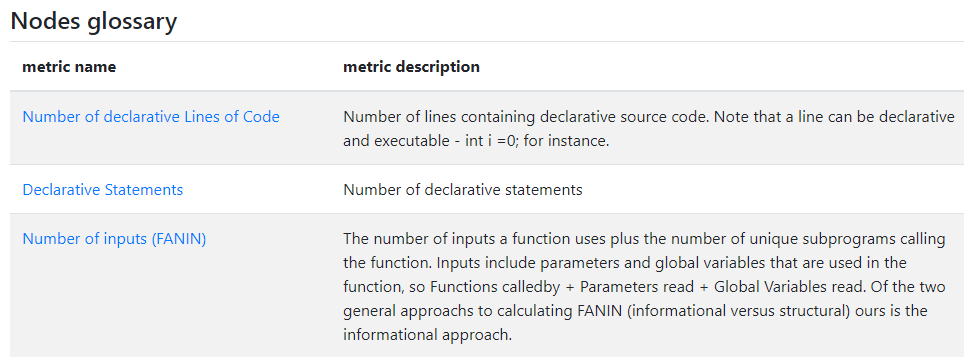 Nodes glossary
metric name metric description
Number of declarative Lines of Code Number of lines containing declarative source code. Note that a line can be declarative
and executable - int i =0; for instance.
Declarative Statements Number of declarative statements
Number of inputs (FANIN) The number of inputs a function uses plus the number of unique subprograms calling
the function. Inputs include parameters and global variables that are used in the
function, so Functions calledby + Parameters read + Global Variables read. Of the two
general approachs to calculating FANIN (informational versus structural) ours is the
informational approach.